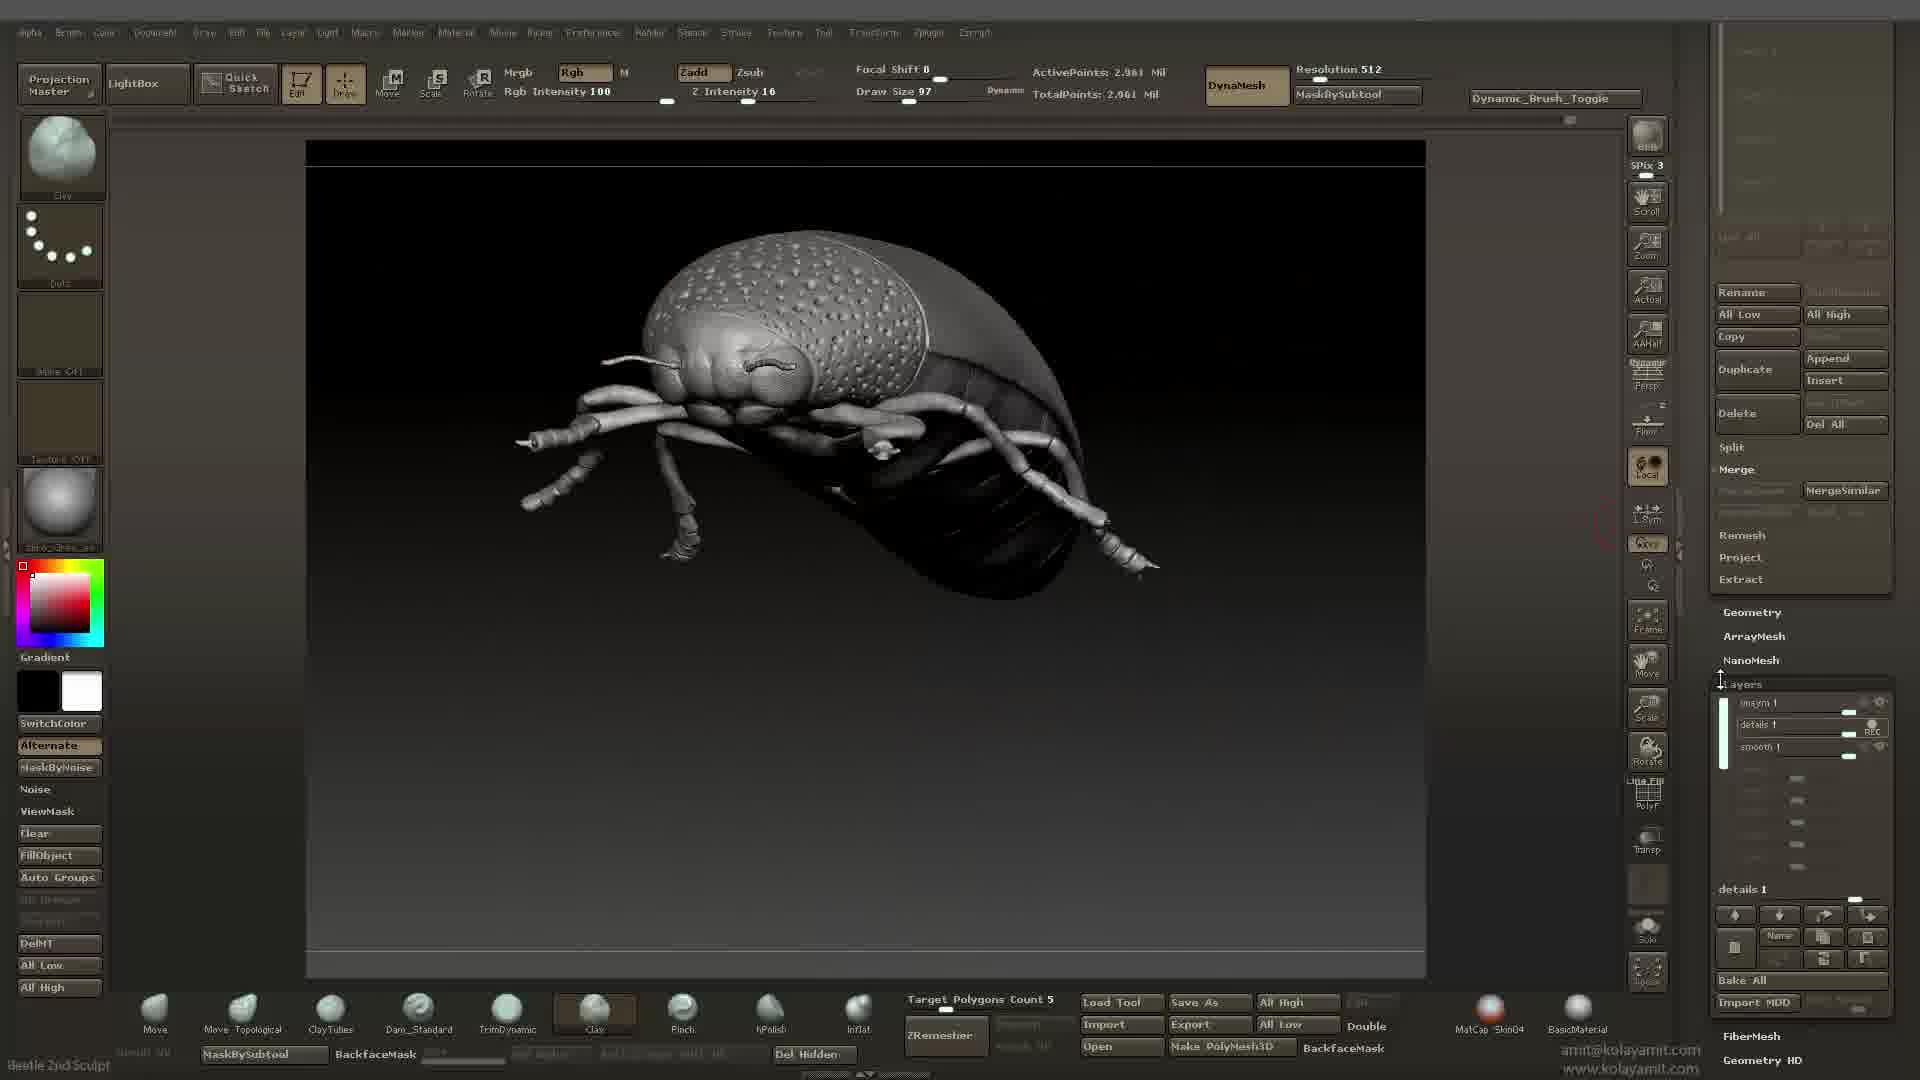 Alpha Brush Color Document Draw Edit File Layer Light Macro Marker Material Movie Picker Preferences Render Stencil Stroke Texture Tool Transform Zplugin Zscript
Projection Master
LightBox
Quick Sketch
Edit
Draw
Move
Scale
Rotate
Mrgb Rgb M
Rgb Intensity 100
Zadd Zsub
Z Intensity 16
Focal Shift 0
Draw Size 97
Dynamic
ActivePoints: 2.961 Mil
TotalPoints: 2.961 Mil
DynaMesh
Resolution 512
MaskBySubtool
Dynamic_Brush_Toggle
Clay
Dots
Texture Off
Gradient
SwitchColor
Alternate
MaskByNoise
Noise
ViewMask
Clear
FillObject
Auto Groups
DelMT
All Low
All High
SPix 3
Scroll
Zoom
Actual
AAHalf
Dynamic
Persp
Floor
Local
L.Sym
Frame
Move
Scale
Rotate
Line Fill
PolyF
Transp
Solo
Rename
All Low
All High
Copy
Duplicate
Append
Insert
Delete
Del All
Split
Merge
MergeSimilar
Remesh
Project
Extract
Geometry
ArrayMesh
NanoMesh
Layers
details 1
REC
smooth 1
details 1
Name
Bake All
Import MDD
FiberMesh
Geometry HD
Move
Move Topological
ClayTubes
Dam_Standard
TrimDynamic
Clay
Pinch
hPolish
Inflat
Target Polygons Count 5
ZRemesher
Load Tool
Save As
All High
Import
Export
All Low
Double
Open
Make PolyMesh3D
BackfaceMask
MatCap Skin04
BasicMaterial
MaskBySubtool
BackfaceMask
Del Hidden
Beetle 2nd Sculpt
amit@kolayamit.com
www.kolayamit.com